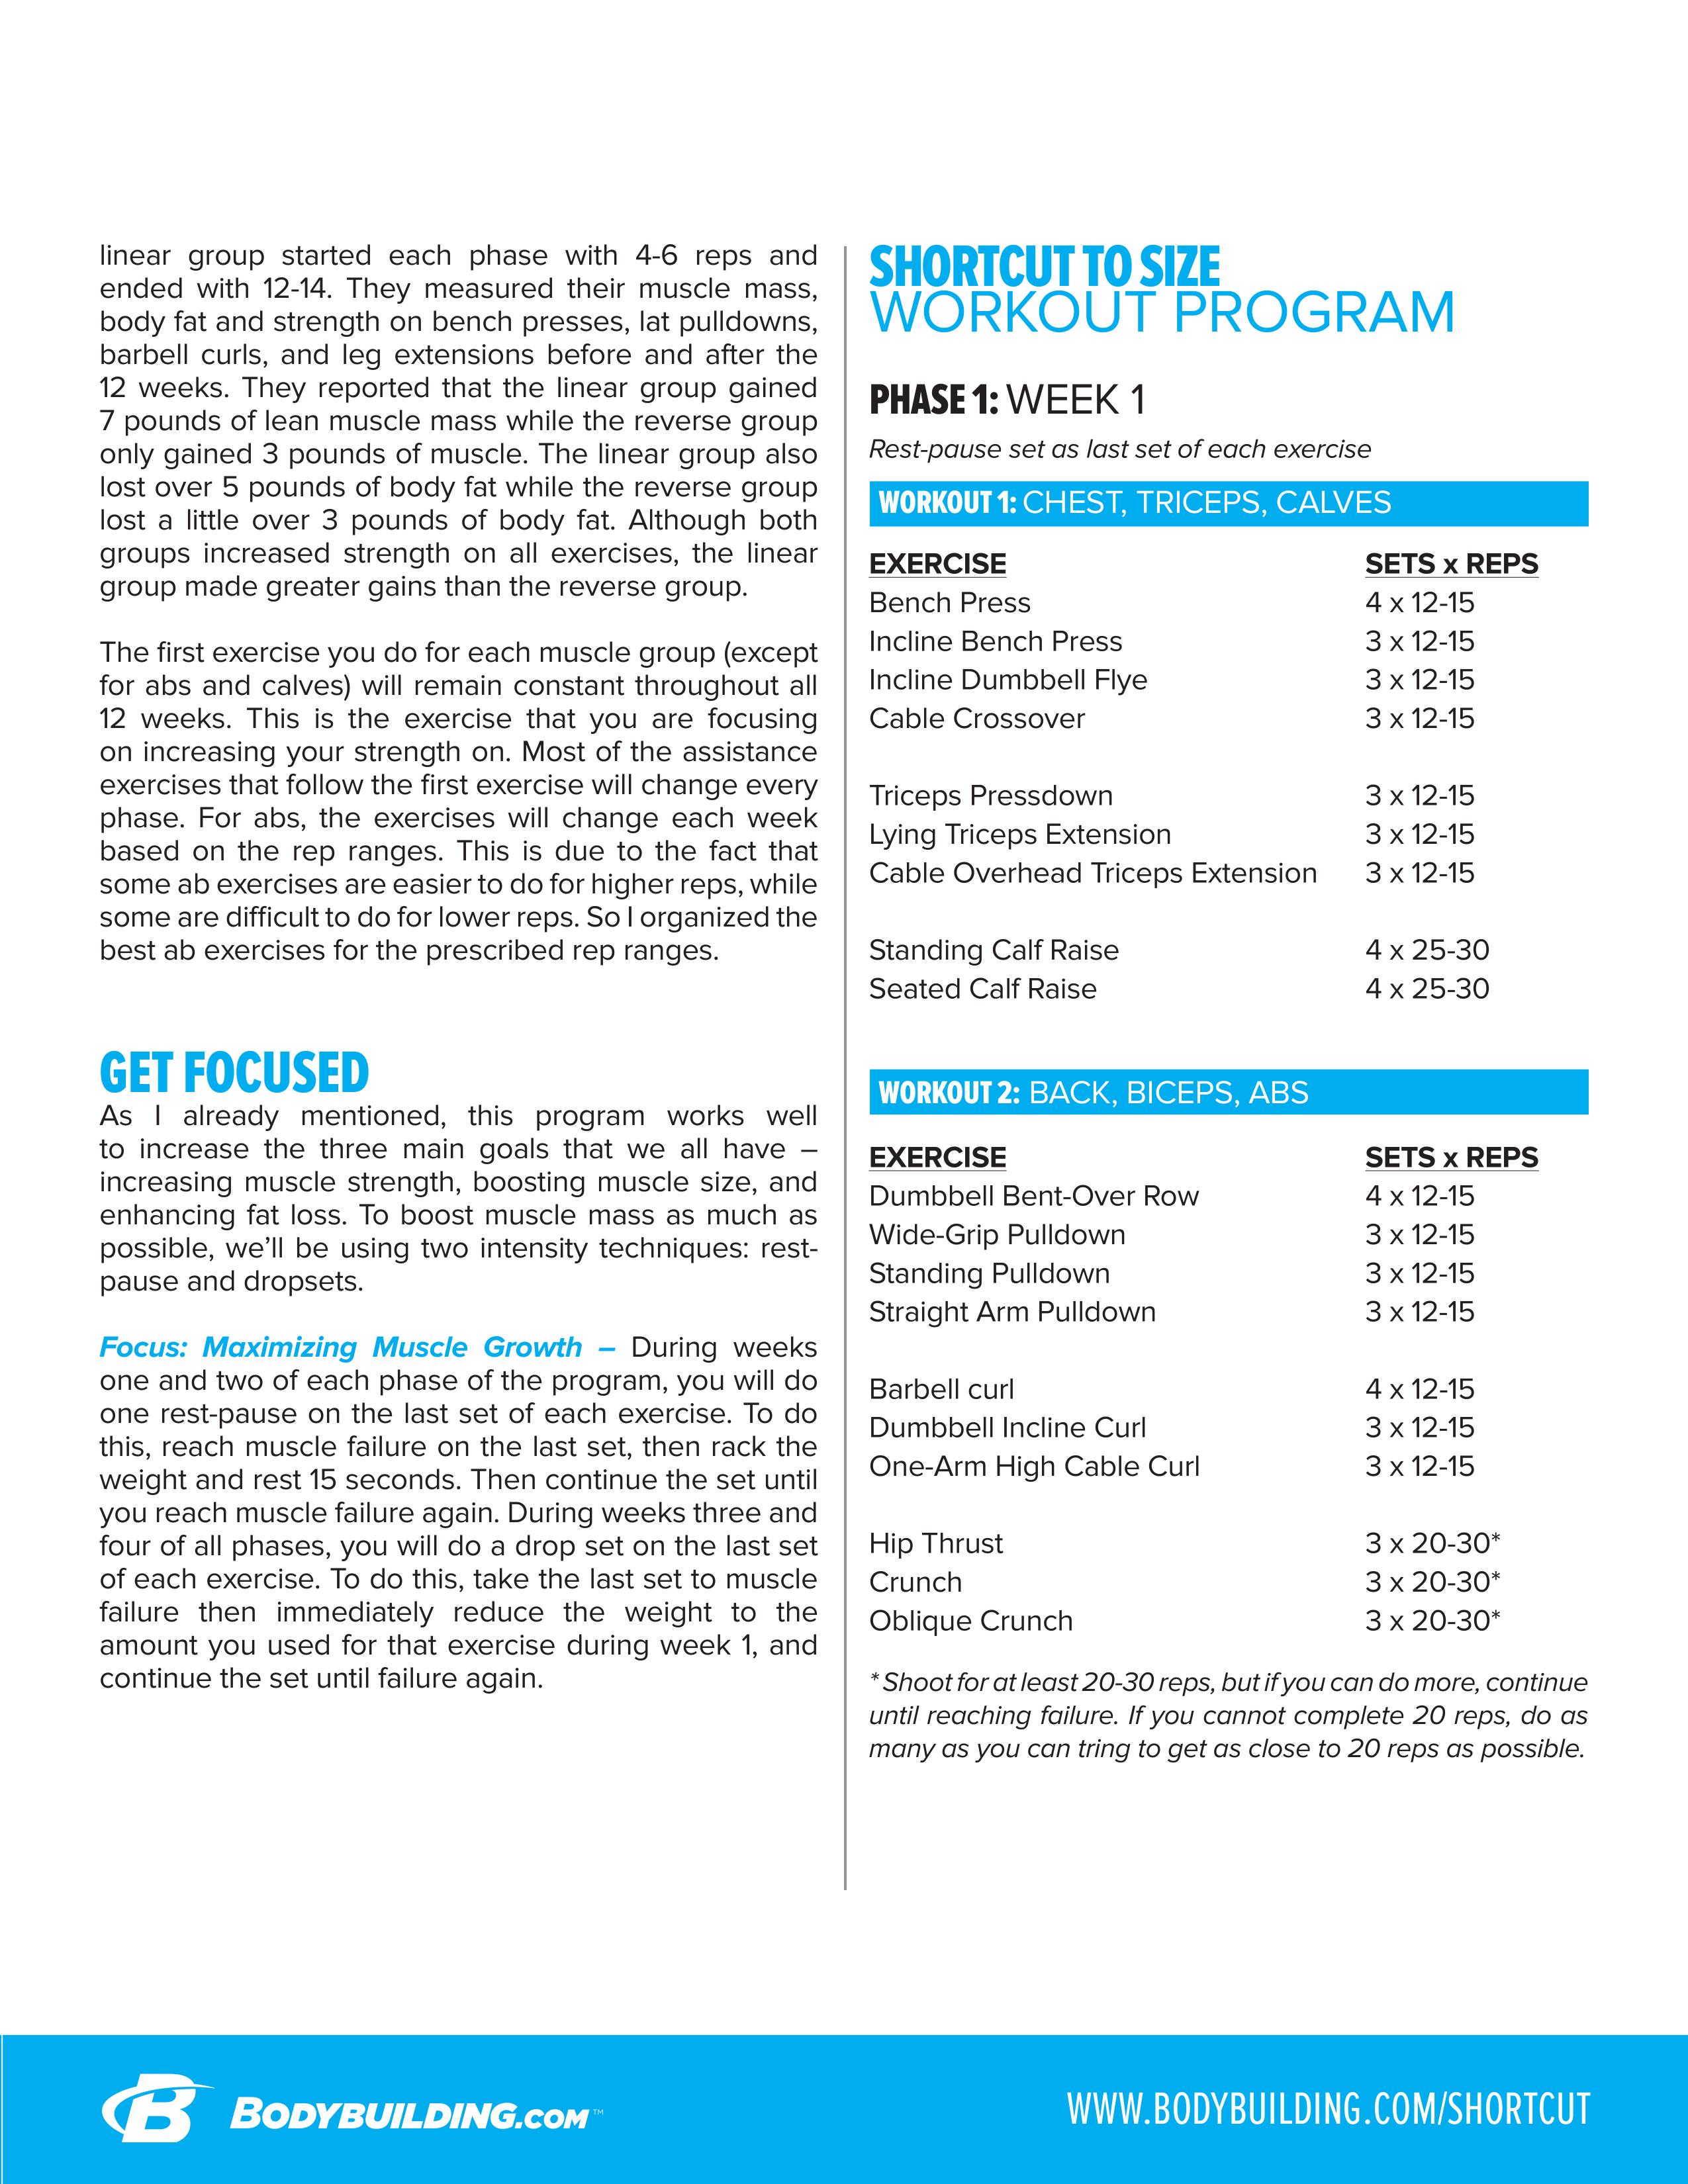 linear group started each phase with 4-6 reps and
ended with 12-14. They measured their muscle mass,
body fat and strength on bench presses, lat pulldowns,
barbell curls, and leg extensions before and after the
12 weeks. They reported that the linear group gained
7 pounds of lean muscle mass while the reverse group
only gained 3 pounds of muscle. The linear group also
lost over 5 pounds of body fat while the reverse group
lost a little over 3 pounds of body fat. Although both
groups increased strength on all exercises, the linear
group made greater gains than the reverse group.
The first exercise you do for each muscle group (except
for abs and calves) will remain constant throughout all
12 weeks. This is the exercise that you are focusing
on increasing your strength on. Most of the assistance
exercises that follow the first exercise will change every
phase. For abs, the exercises will change each week
based on the rep ranges. This is due to the fact that
some ab exercises are easier to do for higher reps, while
some are difficult to do for lower reps. So I organized the
best ab exercises for the prescribed rep ranges.
GET FOCUSED
As I already mentioned, this program works well
to increase the three main goals that we all have –
increasing muscle strength, boosting muscle size, and
enhancing fat loss. To boost muscle mass as much as
possible, we’ll be using two intensity techniques: rest-
pause and dropsets.
Focus: Maximizing Muscle Growth – During weeks
one and two of each phase of the program, you will do
one rest-pause on the last set of each exercise. To do
this, reach muscle failure on the last set, then rack the
weight and rest 15 seconds. Then continue the set until
you reach muscle failure again. During weeks three and
four of all phases, you will do a drop set on the last set
of each exercise. To do this, take the last set to muscle
failure then immediately reduce the weight to the
amount you used for that exercise during week 1, and
continue the set until failure again.
SHORTCUT TO SIZE
WORKOUT PROGRAM
PHASE 1: WEEK 1
Rest-pause set as last set of each exercise
WORKOUT 1: CHEST, TRICEPS, CALVES
EXERCISE SETS x REPS
Bench Press 4 x 12-15
Incline Bench Press 3 x 12-15
Incline Dumbbell Flye 3 x 12-15
Cable Crossover 3 x 12-15
Triceps Pressdown 3 x 12-15
Lying Triceps Extension 3 x 12-15
Cable Overhead Triceps Extension 3 x 12-15
Standing Calf Raise 4 x 25-30
Seated Calf Raise 4 x 25-30
WORKOUT 2: BACK, BICEPS, ABS
EXERCISE SETS x REPS
Dumbbell Bent-Over Row 4 x 12-15
Wide-Grip Pulldown 3 x 12-15
Standing Pulldown 3 x 12-15
Straight Arm Pulldown 3 x 12-15
Barbell curl 4 x 12-15
Dumbbell Incline Curl 3 x 12-15
One-Arm High Cable Curl 3 x 12-15
Hip Thrust 3 x 20-30*
Crunch 3 x 20-30*
Oblique Crunch 3 x 20-30*
* Shoot for at least 20-30 reps, but if you can do more, continue
until reaching failure. If you cannot complete 20 reps, do as
many as you can tring to get as close to 20 reps as possible.
B BODYBUILDING.COM™
WWW.BODYBUILDING.COM/SHORTCUT